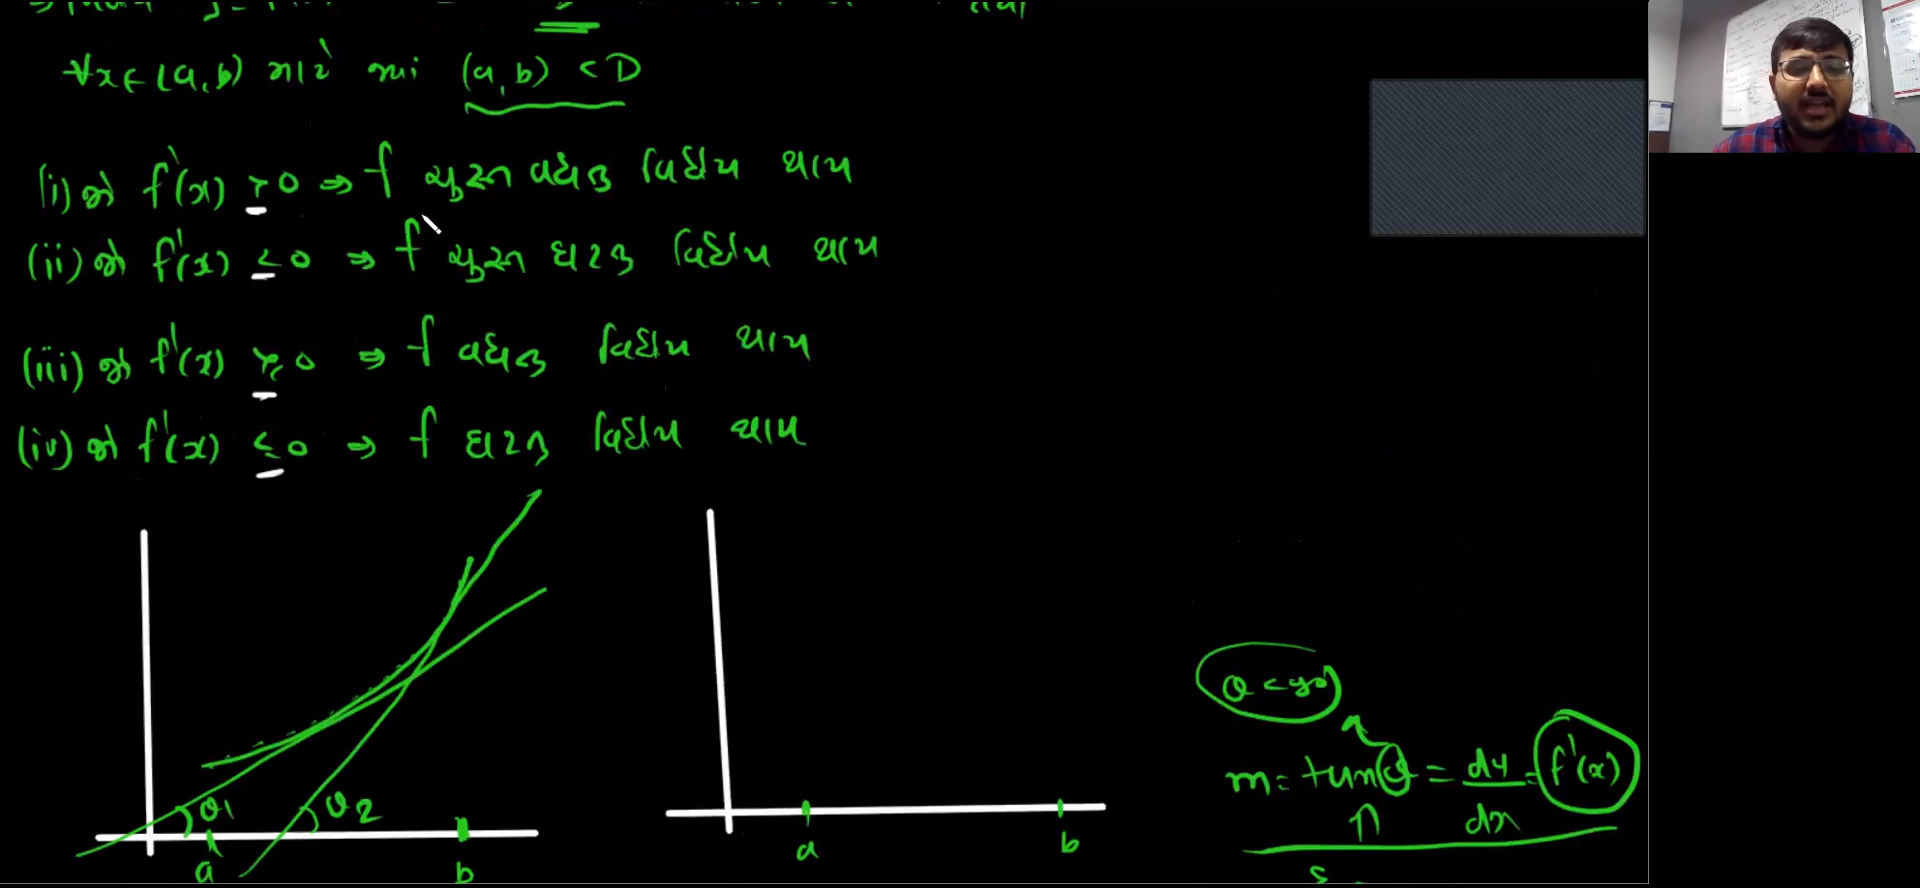 ∀x∈(a,b) માટે જ્યાં (a,b) ⊂ D
(i) જો f'(x) > 0 ⇒ f ચુસ્ત વધતુ વિધેય થાય
(ii) જો f'(x) < 0 ⇒ f ચુસ્ત ઘટતુ વિધેય થાય
(iii) જો f'(x) ≥ 0 ⇒ f વધતુ વિધેય થાય
(iv) જો f'(x) ≤ 0 ⇒ f ઘટતુ વિધેય થાય
θ1 θ2
a b
a b
θ < 90
m = tanθ = dy/dx = f'(x)